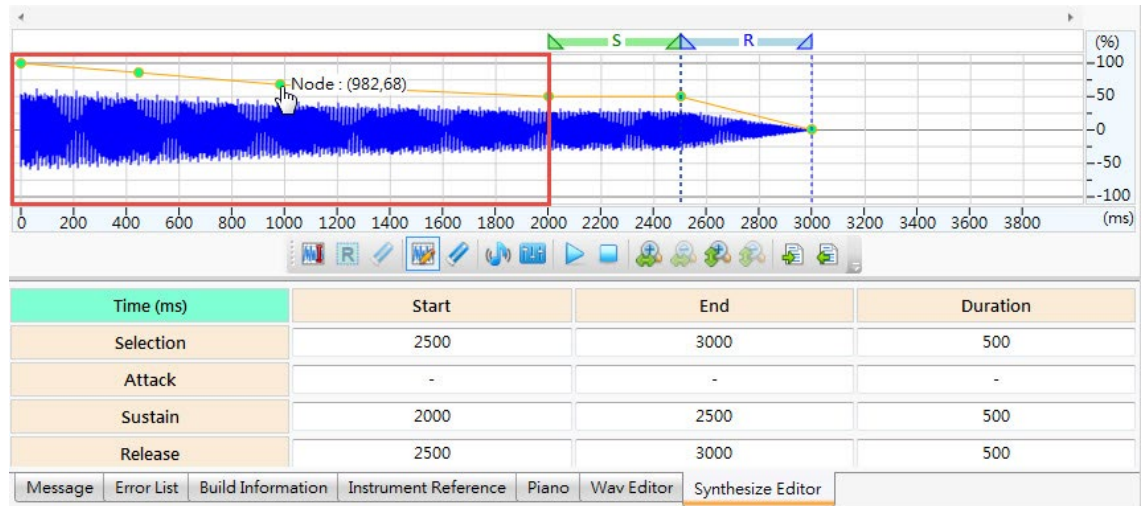 S R (%)
100
Node : (982,68)
50
0
-50
-100
0 200 400 600 800 1000 1200 1400 1600 1800 2000 2200 2400 2600 2800 3000 3200 3400 3600 3800 (ms)
R
Time (ms) Start End Duration
Selection 2500 3000 500
Attack - - -
Sustain 2000 2500 500
Release 2500 3000 500
Message Error List Build Information Instrument Reference Piano Wav Editor Synthesize Editor